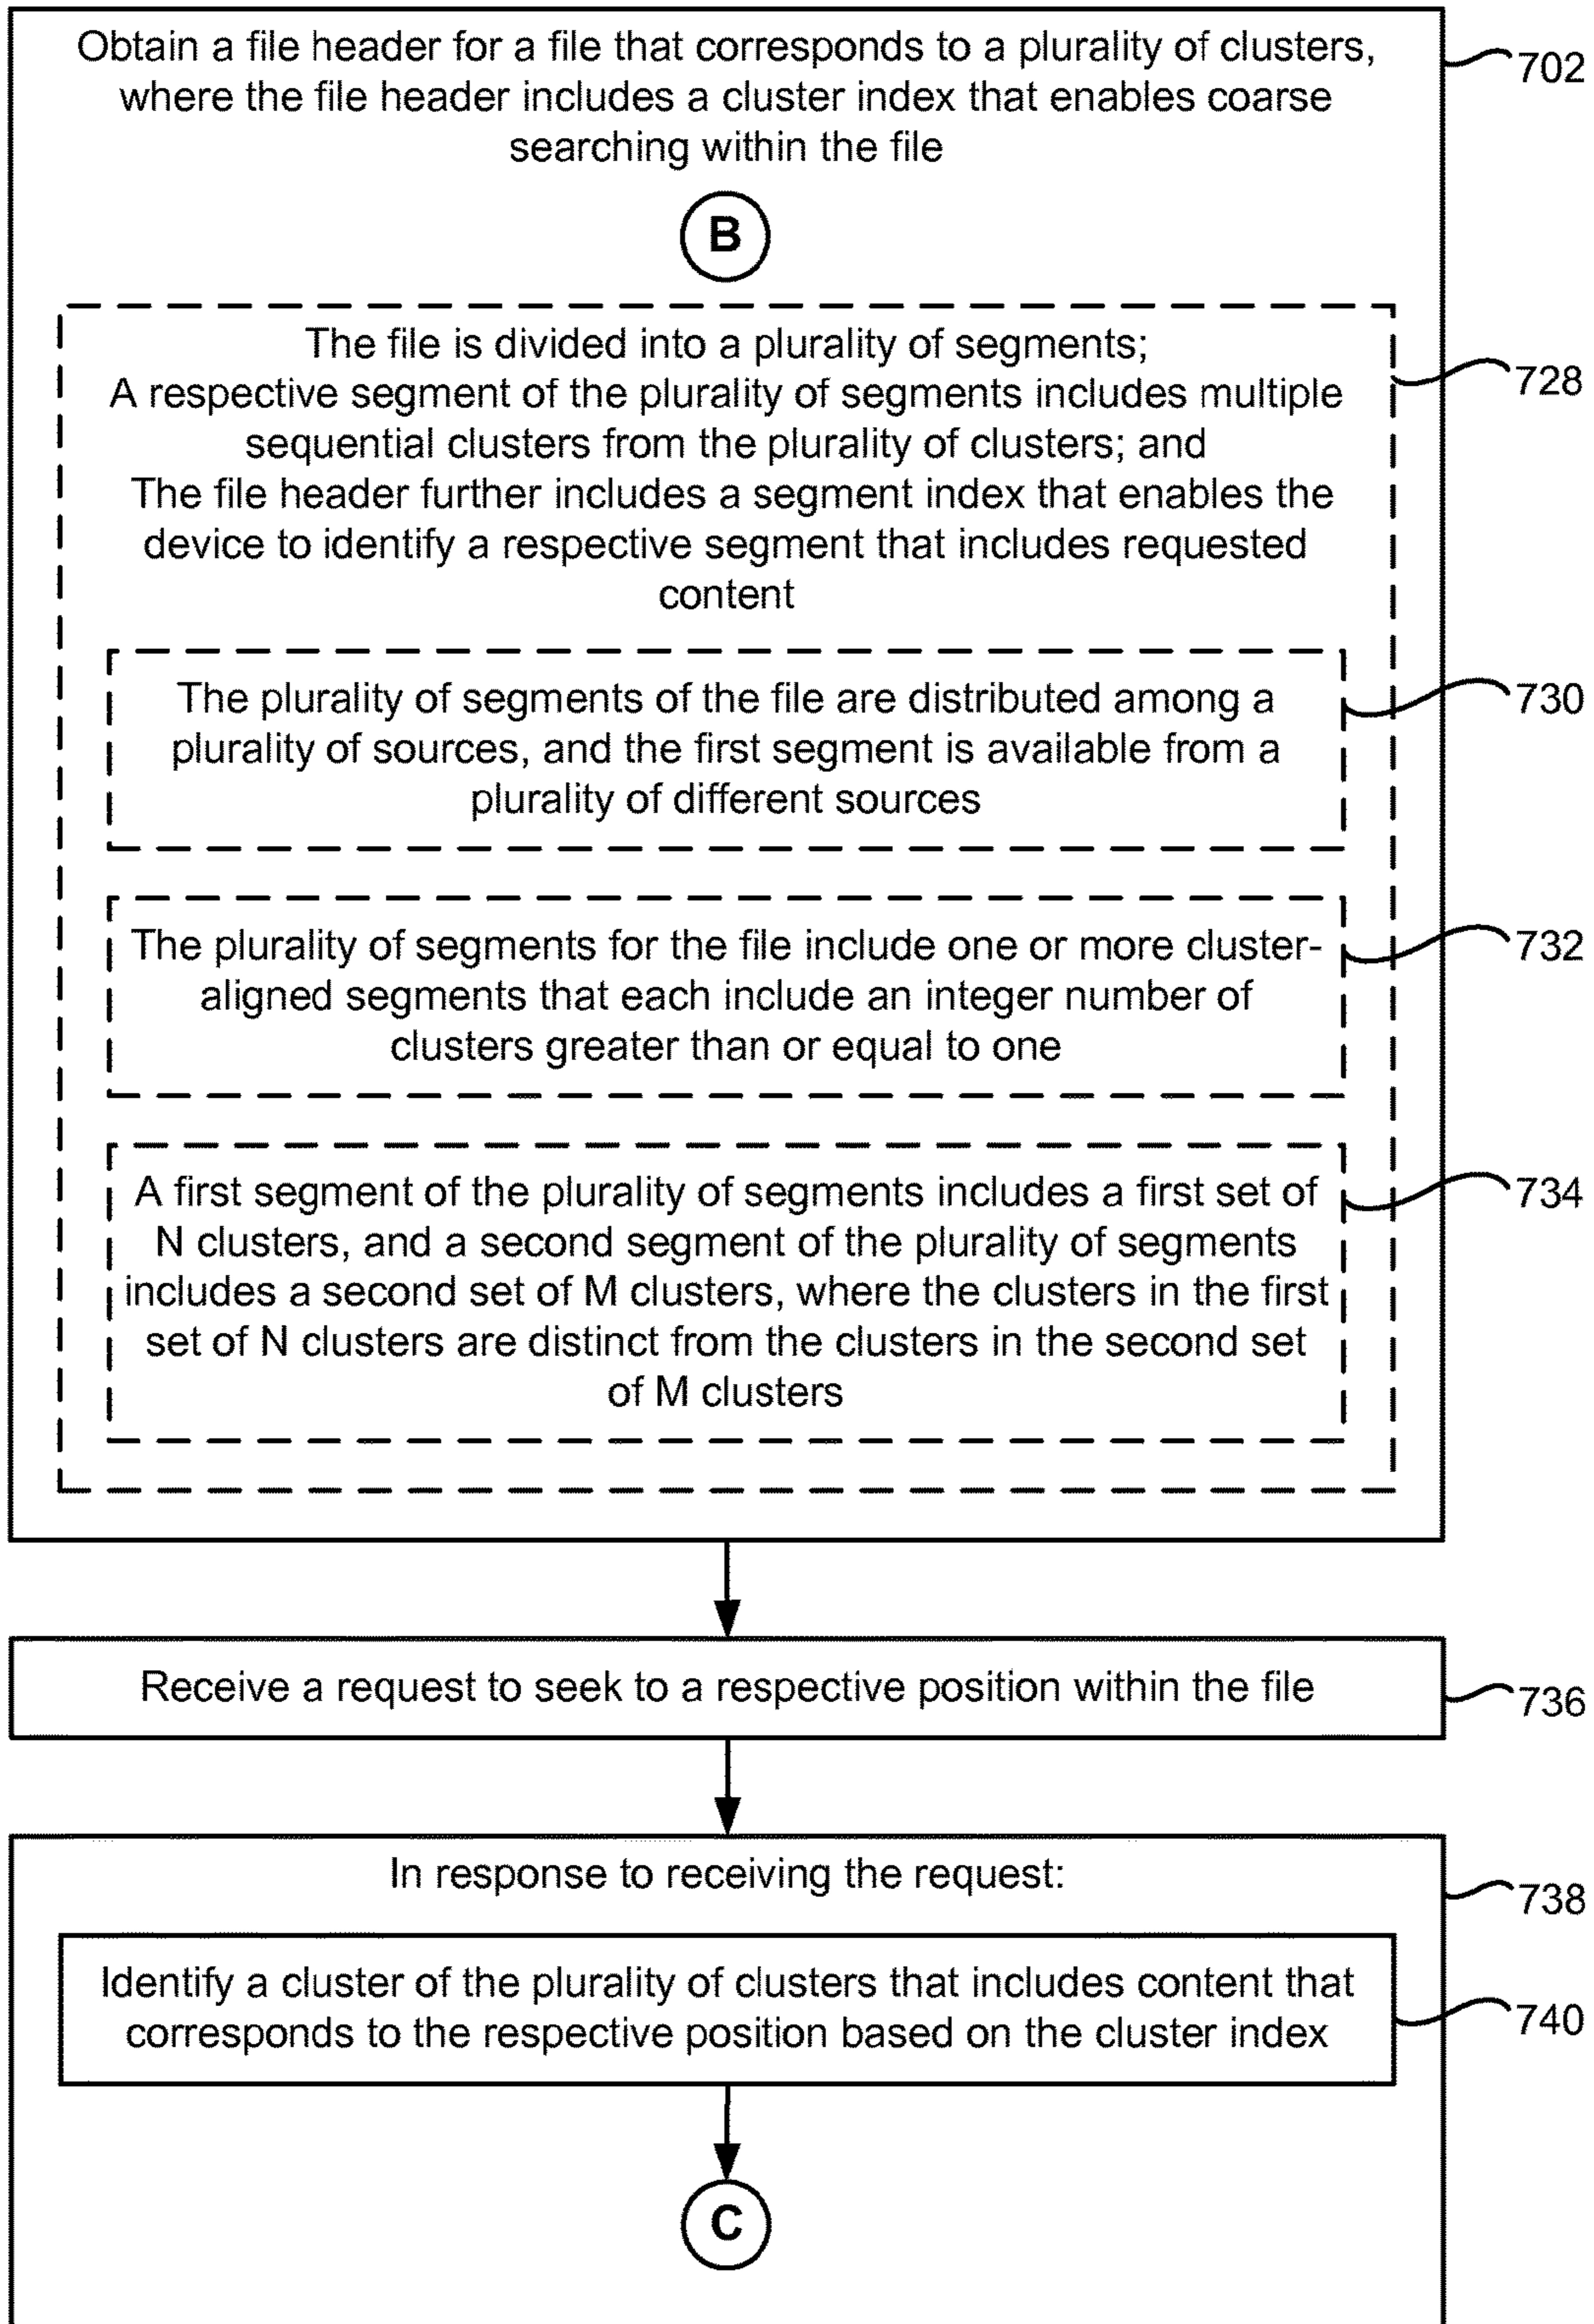 Obtain a file header for a file that corresponds to a plurality of clusters,
where the file header includes a cluster index that enables coarse
searching within the file
702
B
The file is divided into a plurality of segments;
A respective segment of the plurality of segments includes multiple
sequential clusters from the plurality of clusters; and
The file header further includes a segment index that enables the
device to identify a respective segment that includes requested
content
728
The plurality of segments of the file are distributed among a
plurality of sources, and the first segment is available from a
plurality of different sources
730
The plurality of segments for the file include one or more cluster-
aligned segments that each include an integer number of
clusters greater than or equal to one
732
A first segment of the plurality of segments includes a first set of
N clusters, and a second segment of the plurality of segments
includes a second set of M clusters, where the clusters in the first
set of N clusters are distinct from the clusters in the second set
of M clusters
734
Receive a request to seek to a respective position within the file
736
In response to receiving the request:
738
Identify a cluster of the plurality of clusters that includes content that
corresponds to the respective position based on the cluster index
740
C